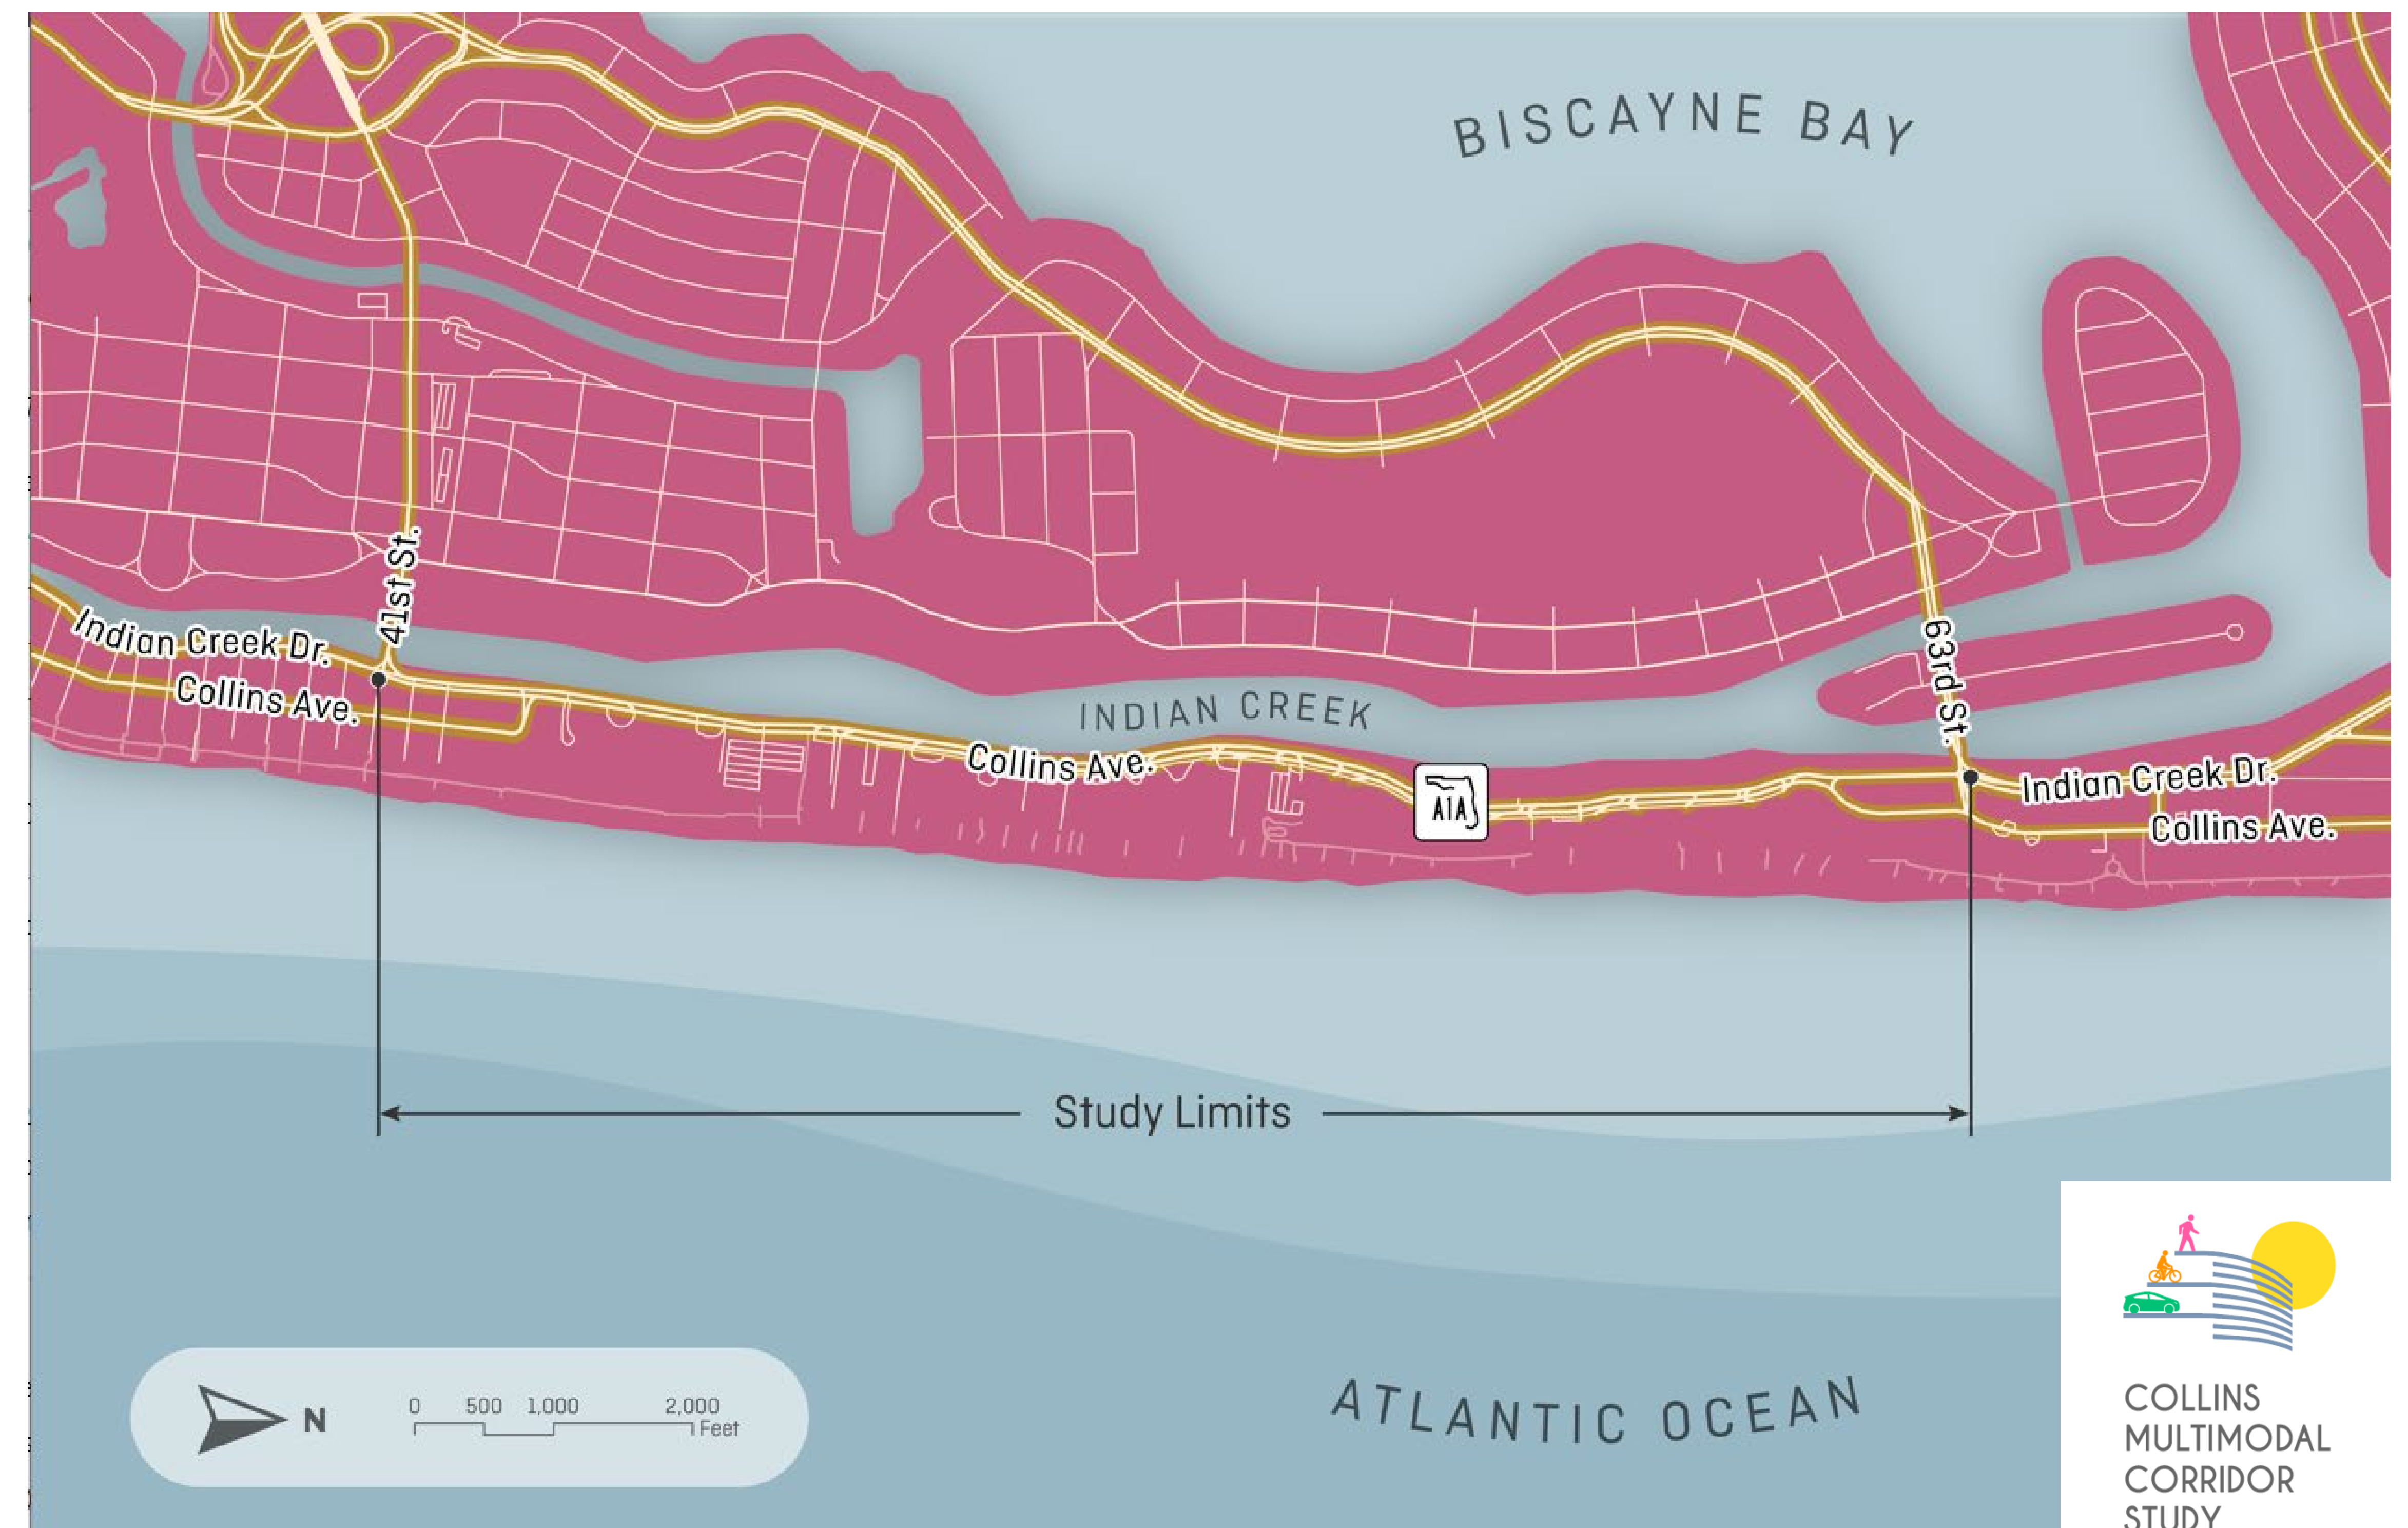 BISCAYNE BAY
41st St.
Indian Creek Dr.
Collins Ave.
63rd St.
INDIAN CREEK
Collins Ave.
A1A
Indian Creek Dr.
Collins Ave.
Study Limits
ATLANTIC OCEAN
N
0 500 1,000 2,000
Feet
COLLINS
MULTIMODAL
CORRIDOR
STUDY